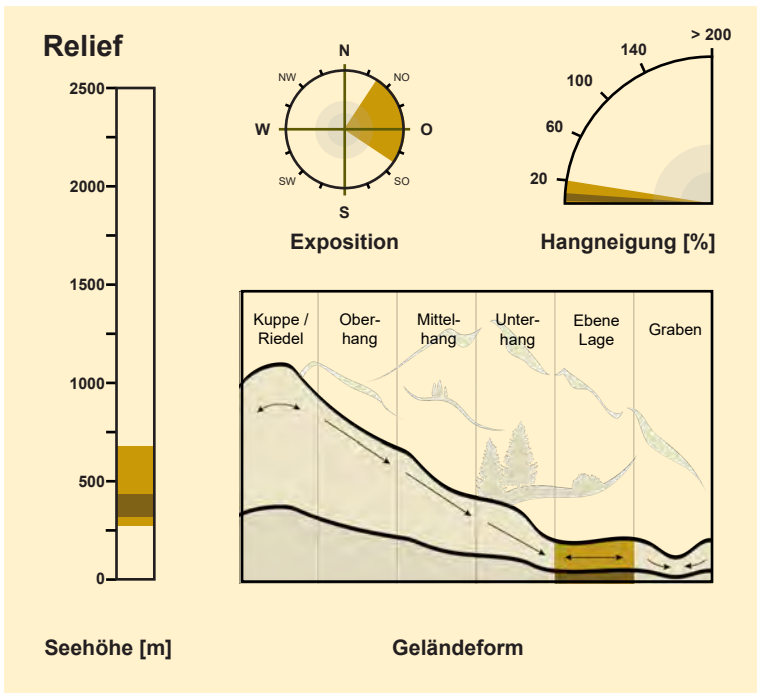 Relief
2500
2000
1500
1000
500
0
Seehöhe [m]
N
NW
NO
W
O
SW
SO
S
Exposition
> 200
140
100
60
20
Hangneigung [%]
Kuppe /
Riedel
Ober-
hang
Mittel-
hang
Unter-
hang
Ebene
Lage
Graben
Geländeform